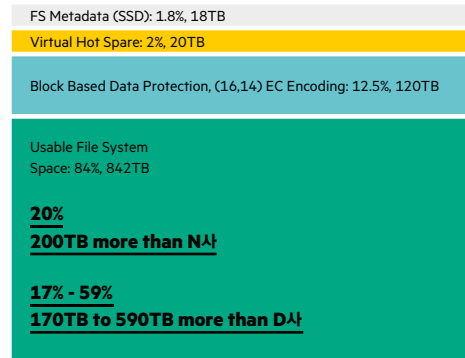 FS Metadata (SSD): 1.8%, 18TB
Virtual Hot Spare: 2%, 20TB
Block Based Data Protection, (16,14) EC Encoding: 12.5%, 120TB
Usable File System
Space: 84%, 842TB
20%
200TB more than N사
17% - 59%
170TB to 590TB more than D사